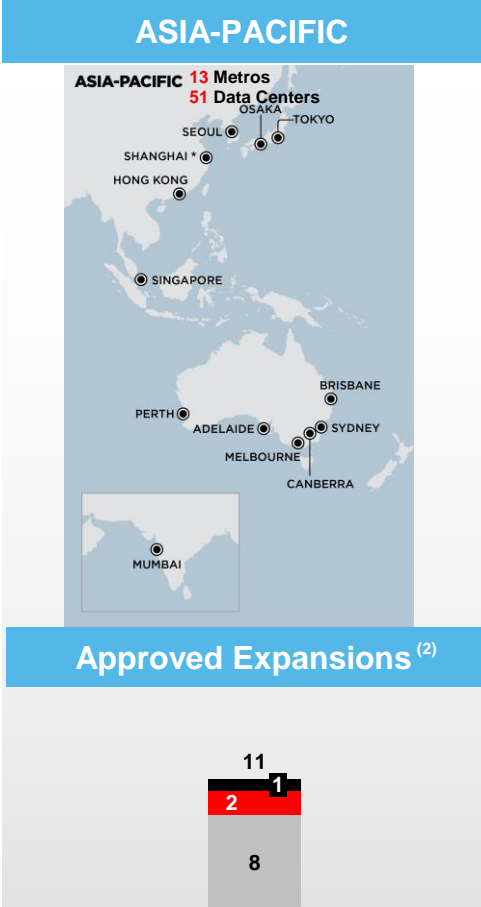 ASIA-PACIFIC
ASIA-PACIFIC 13 Metros
51 Data Centers
OSAKA
TOKYO
SEOUL
SHANGHAI *
HONG KONG
SINGAPORE
BRISBANE
PERTH
ADELAIDE
SYDNEY
MELBOURNE
CANBERRA
MUMBAI
Approved Expansions (2)
11
1
2
8